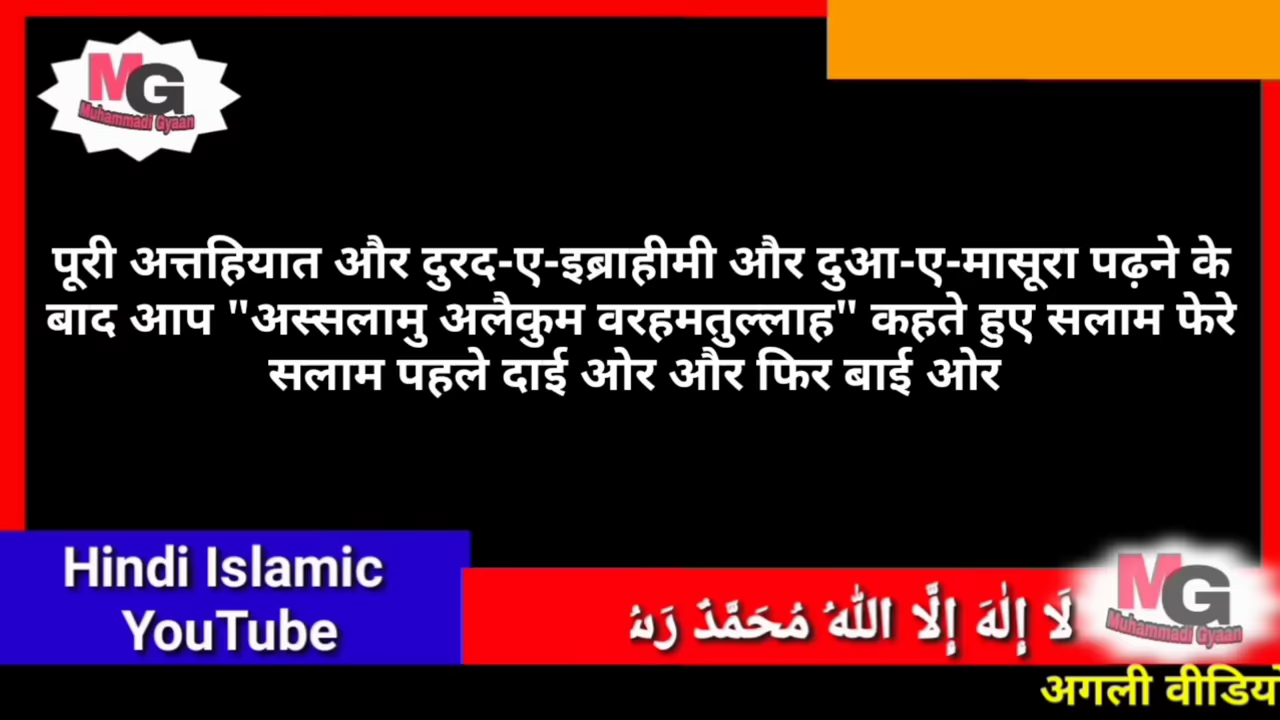 MG
Muhammadi Gyaan
पूरी अत्तहियात और दुरद-ए-इब्राहीमी और दुआ-ए-मासूरा पढ़ने के
बाद आप "अस्सलामु अलैकुम वरहमतुल्लाह" कहते हुए सलाम फेरे
सलाम पहले दाई ओर और फिर बाई ओर
Hindi Islamic
YouTube
لَا إِلٰهَ إِلَّا اللهُ مُحَمَّدٌ رَسُ
MG
Muhammadi Gyaan
अगली वीडियो